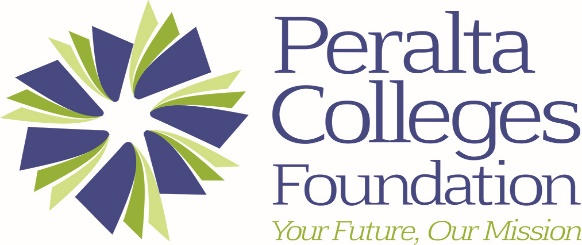 Peralta
Colleges
Foundation
Your Future, Our Mission